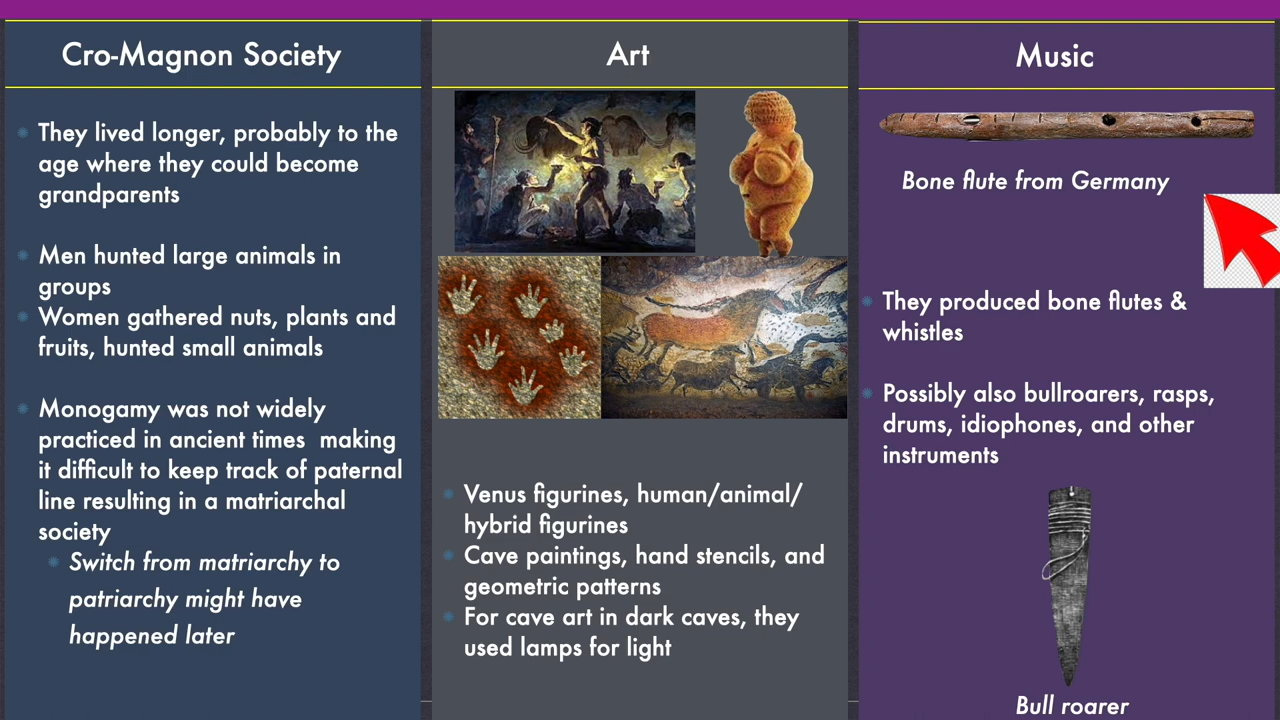 Cro-Magnon Society
They lived longer, probably to the
age where they could become
grandparents
Men hunted large animals in
groups
Women gathered nuts, plants and
fruits, hunted small animals
Monogamy was not widely
practiced in ancient times making
it difficult to keep track of paternal
line resulting in a matriarchal
society
Switch from matriarchy to
patriarchy might have
happened later
Art
Venus figurines, human/animal/
hybrid figurines
Cave paintings, hand stencils, and
geometric patterns
For cave art in dark caves, they
used lamps for light
Music
Bone flute from Germany
They produced bone flutes &
whistles
Possibly also bullroarers, rasps,
drums, idiophones, and other
instruments
Bull roarer